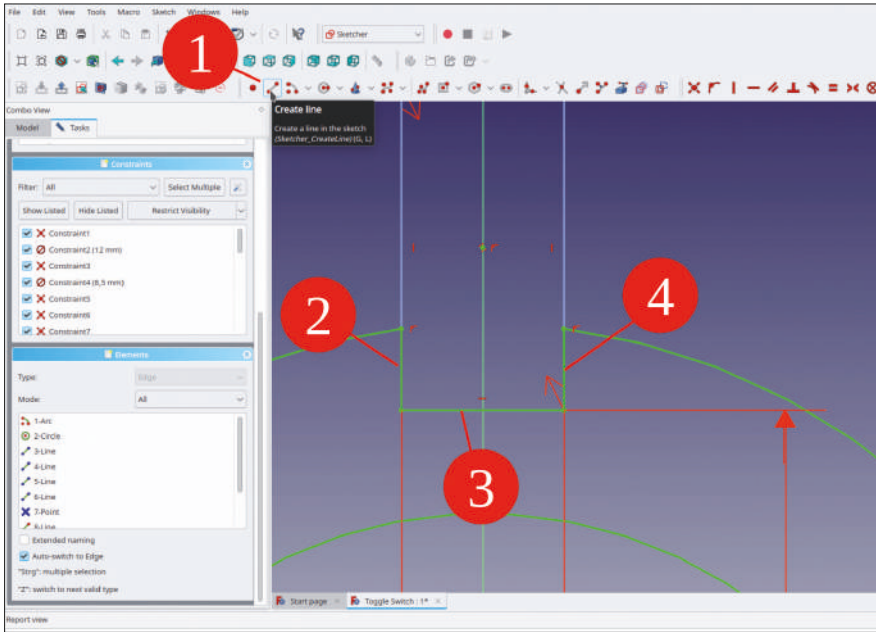 File Edit View Tools Macro Sketch Windows Help
Sketcher
1
Create line
Create a line in the sketch
(Sketcher_CreateLine) (G, L)
Combo View
Model Tasks
Constraints
Filter: All Select Multiple
Show Listed Hide Listed Restrict Visibility
Constraint1
Constraint2 (12 mm)
Constraint3
Constraint4 (8,5 mm)
Constraint5
Constraint6
Constraint7
2
4
3
Elements
Type: Edge
Mode: All
1-Arc
2-Circle
3-Line
4-Line
5-Line
6-Line
7-Point
8-Line
Extended naming
Auto-switch to Edge
"Strg": multiple selection
"Z": switch to next valid type
Start page Toggle Switch : 1*
Report view